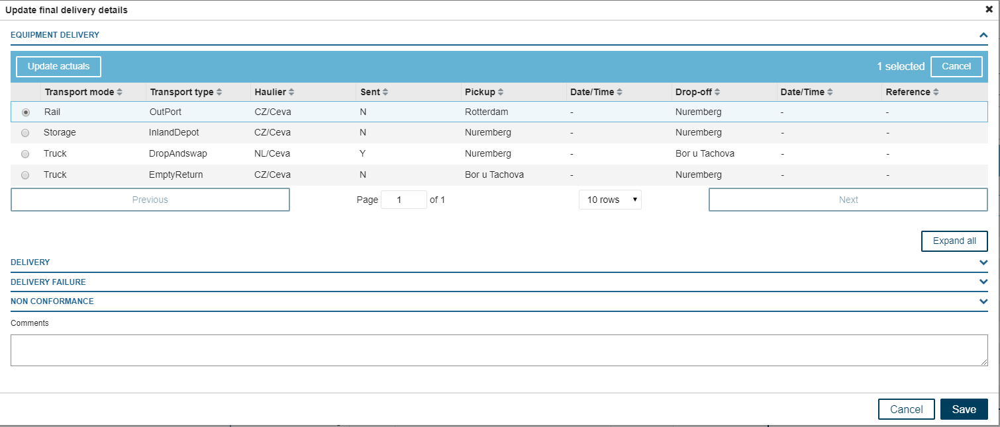 Update final delivery details
EQUIPMENT DELIVERY
Update actuals 1 selected Cancel
Transport mode Transport type Haulier Sent Pickup Date/Time Drop-off Date/Time Reference
Rail OutPort CZ/Ceva N Rotterdam - Nuremberg - -
Storage InlandDepot CZ/Ceva N Nuremberg - Nuremberg - -
Truck DropAndswap NL/Ceva Y Nuremberg - Bor u Tachova - -
Truck EmptyReturn CZ/Ceva N Bor u Tachova - Nuremberg - -
Previous Page 1 of 1 10 rows Next
Expand all
DELIVERY
DELIVERY FAILURE
NON CONFORMANCE
Comments
Cancel Save